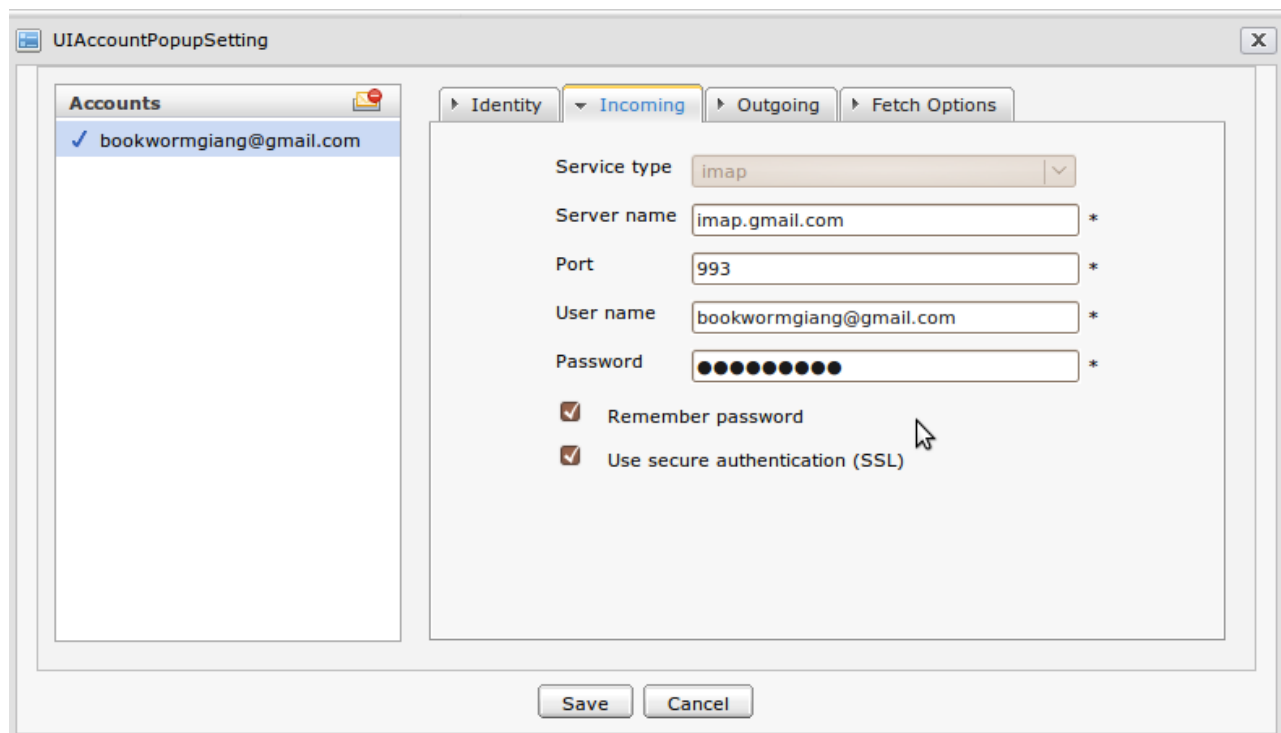 UIAccountPopupSetting
X
Accounts
bookwormgiang@gmail.com
Identity
Incoming
Outgoing
Fetch Options
Service type
imap
Server name
imap.gmail.com
*
Port
993
*
User name
bookwormgiang@gmail.com
*
Password
●●●●●●●●●
*
Remember password
Use secure authentication (SSL)
Save
Cancel